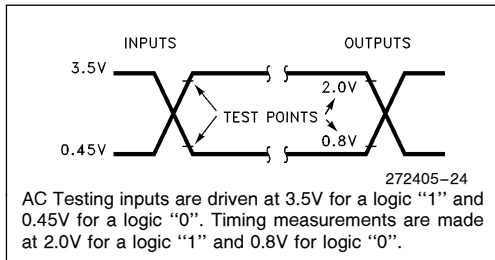 INPUTS OUTPUTS
3.5V
2.0V
TEST POINTS
0.8V
0.45V
272405–24
AC Testing inputs are driven at 3.5V for a logic ‘‘1’’ and
0.45V for a logic ‘‘0’’. Timing measurements are made
at 2.0V for a logic ‘‘1’’ and 0.8V for logic ‘‘0’’.